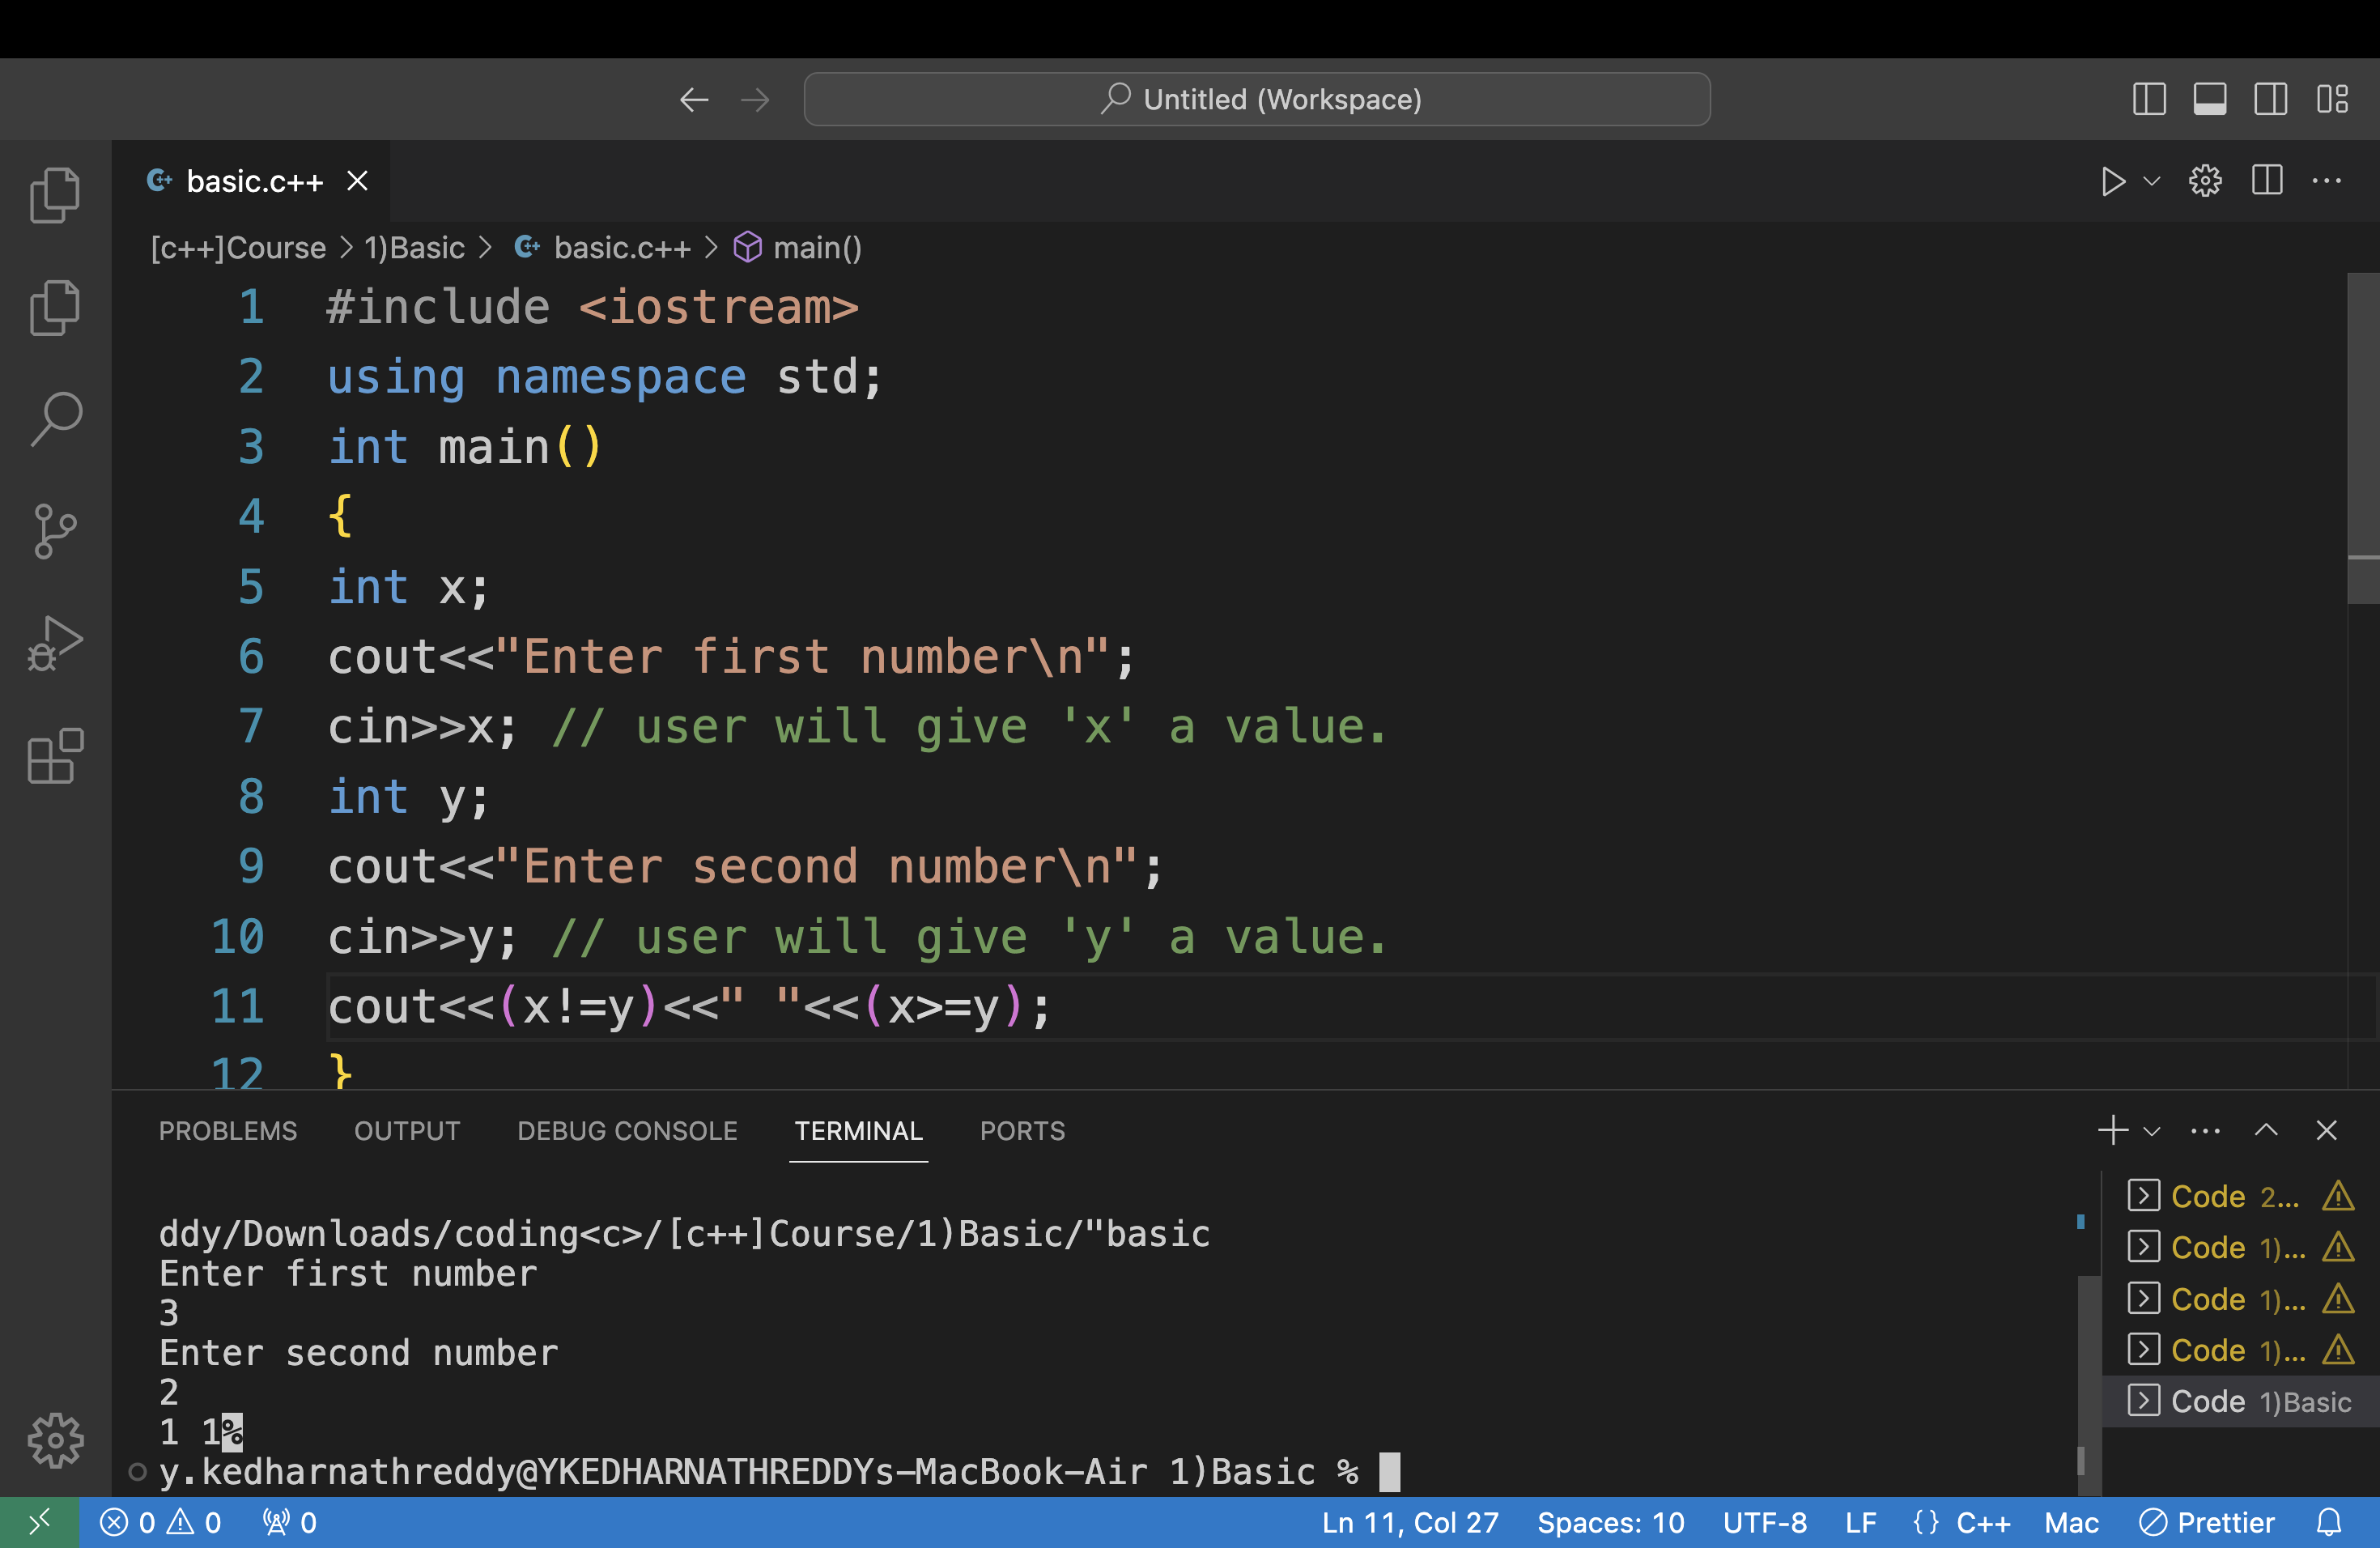 Untitled (Workspace)
basic.c++
[c++]Course > 1)Basic > basic.c++ > main()
1 #include <iostream>
2 using namespace std;
3 int main()
4 {
5 int x;
6 cout<<"Enter first number\n";
7 cin>>x; // user will give 'x' a value.
8 int y;
9 cout<<"Enter second number\n";
10 cin>>y; // user will give 'y' a value.
11 cout<<(x!=y)<<" "<<(x>=y);
12 }
PROBLEMS OUTPUT DEBUG CONSOLE TERMINAL PORTS
ddy/Downloads/coding<c>/[c++]Course/1)Basic/"basic
Enter first number
3
Enter second number
2
1 1%
y.kedharnathreddy@YKEDHARNATHREDDYs-MacBook-Air 1)Basic %
Code 2...
Code 1)...
Code 1)...
Code 1)...
Code 1)Basic
0 0 0 Ln 11, Col 27 Spaces: 10 UTF-8 LF {} C++ Mac Prettier